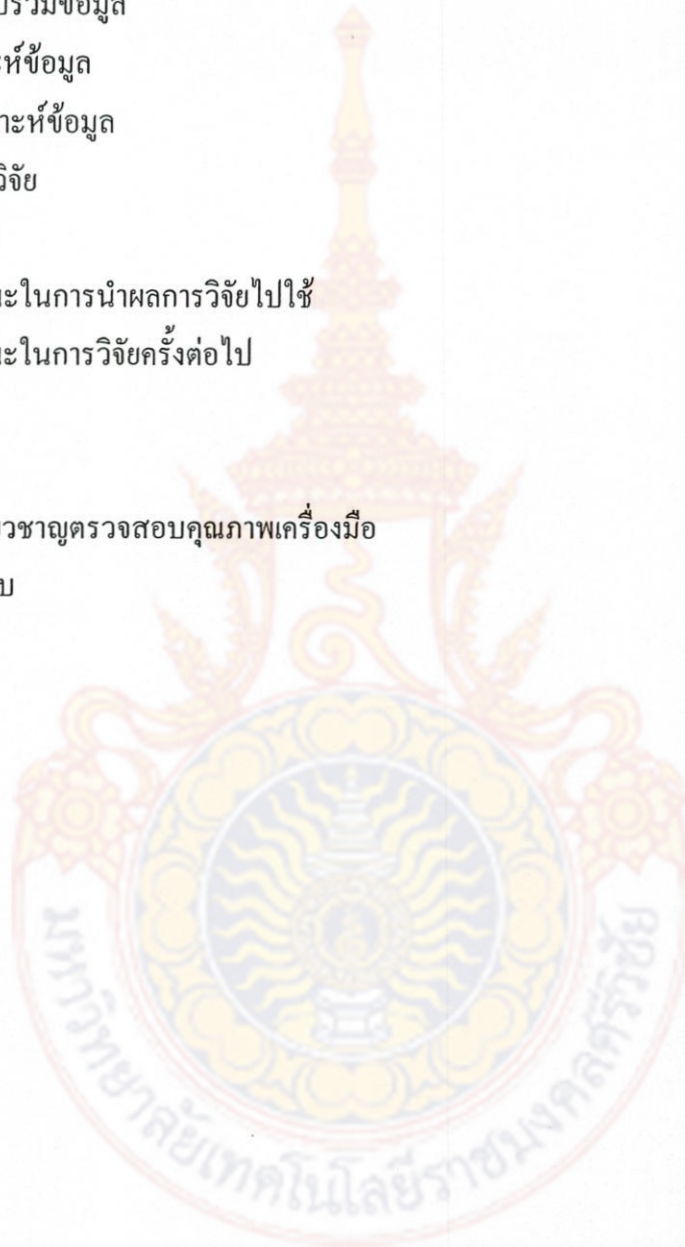 บรวมข้อมูล
ะห์ข้อมูล
าะห์ข้อมูล
วิจัย
นะในการนำผลการวิจัยไปใช้
นะในการวิจัยครั้งต่อไป
ยวชาญตรวจสอบคุณภาพเครื่องมือ
บ
มหาวิทยาลัยเทคโนโลยีราชมงคลศรีวิชัย